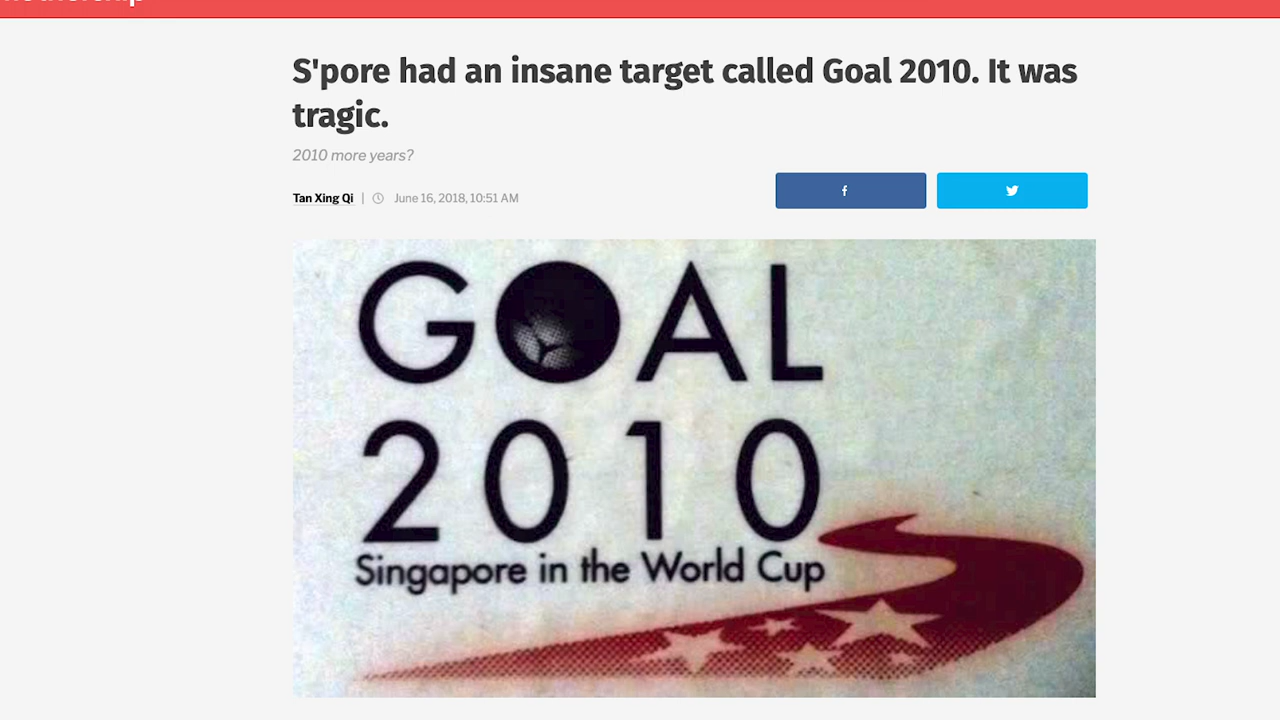 S'pore had an insane target called Goal 2010. It was
tragic.
2010 more years?
Tan Xing Qi | June 16, 2018, 10:51 AM
GOAL
2010
Singapore in the World Cup